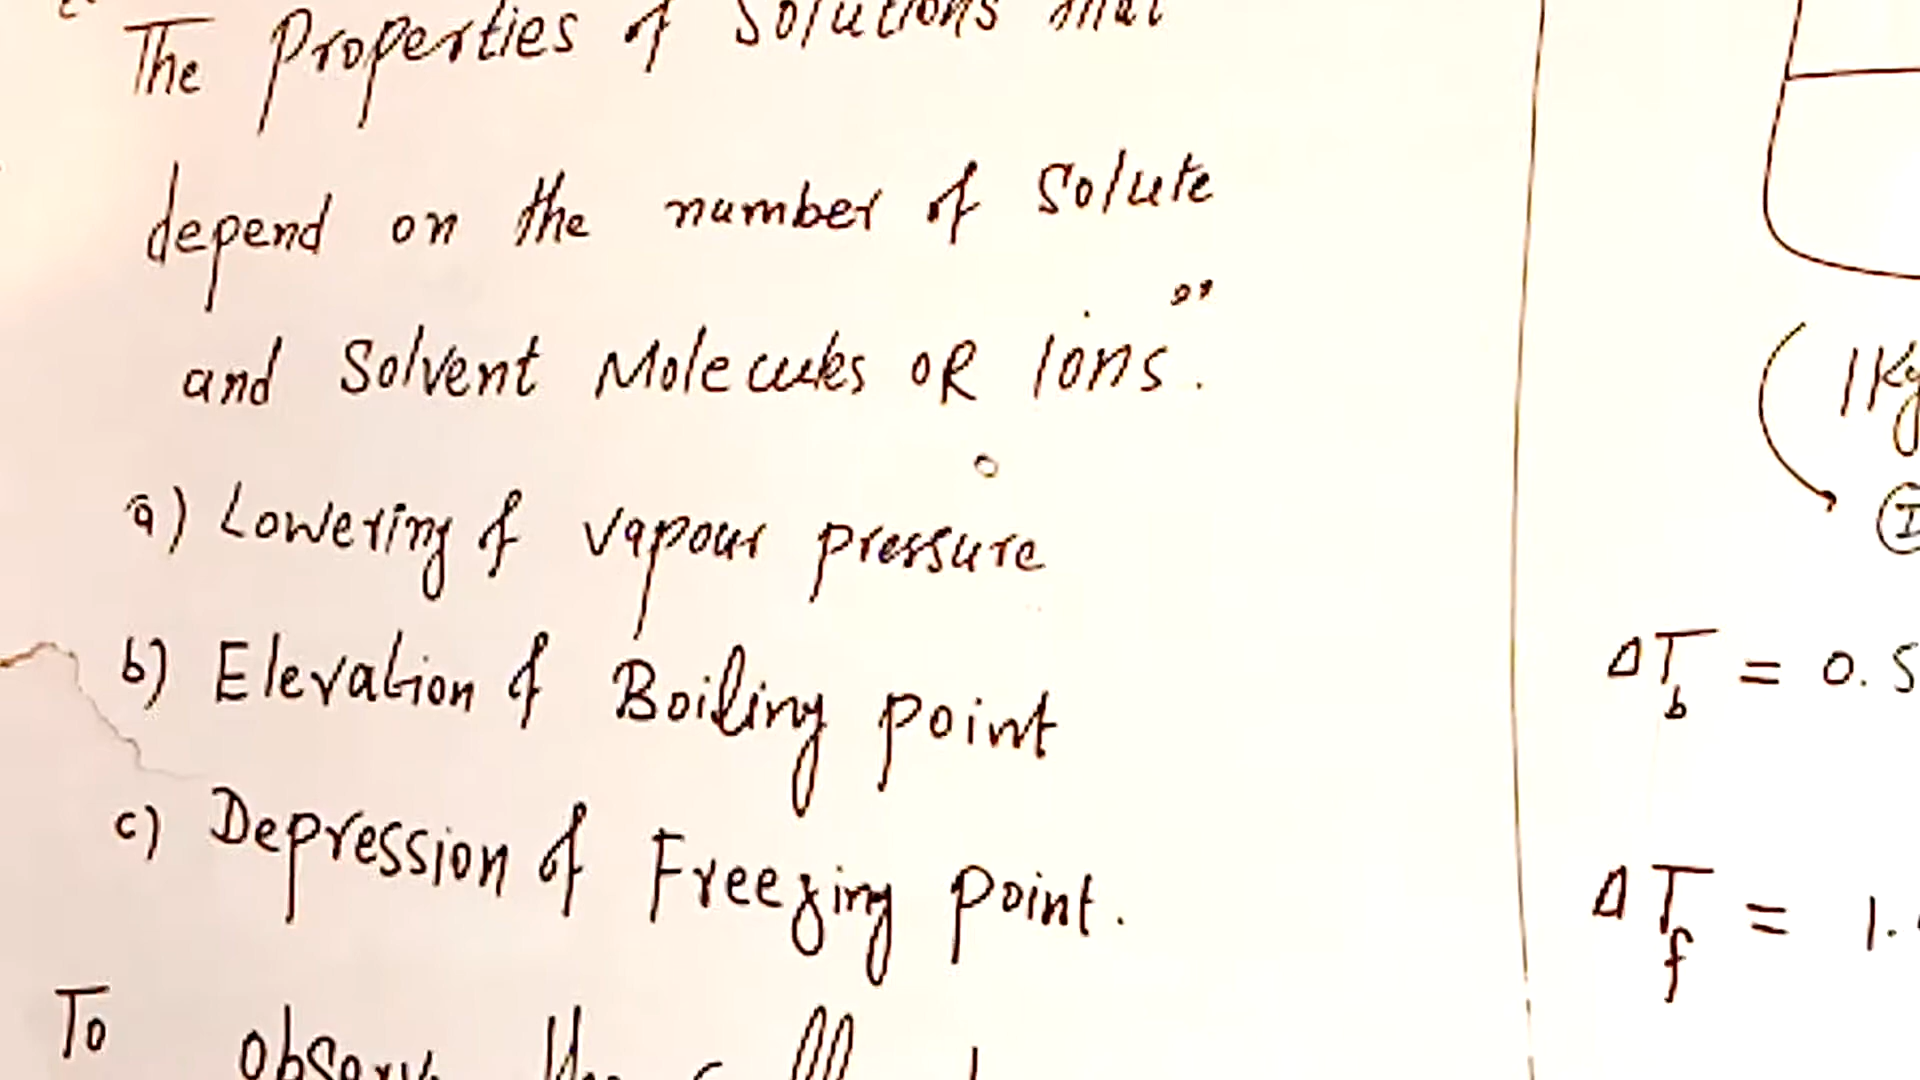 The Properties of Solutions that
depend on the number of Solute
and Solvent Molecules OR Ions."
a) Lowering of vapour pressure
b) Elevation of Boiling point
c) Depression of Freezing point.
To
1Kg
I
ΔTb = 0.5
ΔTf = 1.